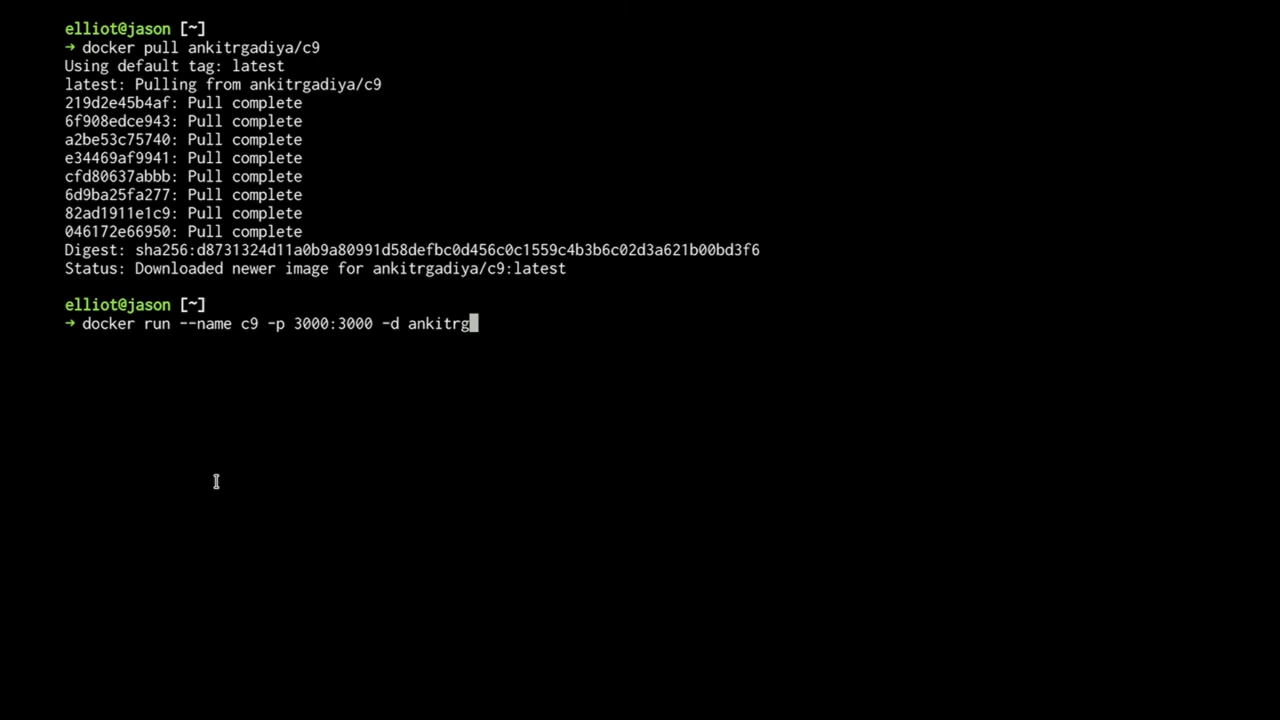 elliot@jason [~]
→ docker pull ankitrgadiya/c9
Using default tag: latest
latest: Pulling from ankitrgadiya/c9
219d2e45b4af: Pull complete
6f908edce943: Pull complete
a2be53c75740: Pull complete
e34469af9941: Pull complete
cfd80637abbb: Pull complete
6d9ba25fa277: Pull complete
82ad1911e1c9: Pull complete
046172e66950: Pull complete
Digest: sha256:d8731324d11a0b9a80991d58defbc0d456c0c1559c4b3b6c02d3a621b00bd3f6
Status: Downloaded newer image for ankitrgadiya/c9:latest
elliot@jason [~]
→ docker run --name c9 -p 3000:3000 -d ankitrg